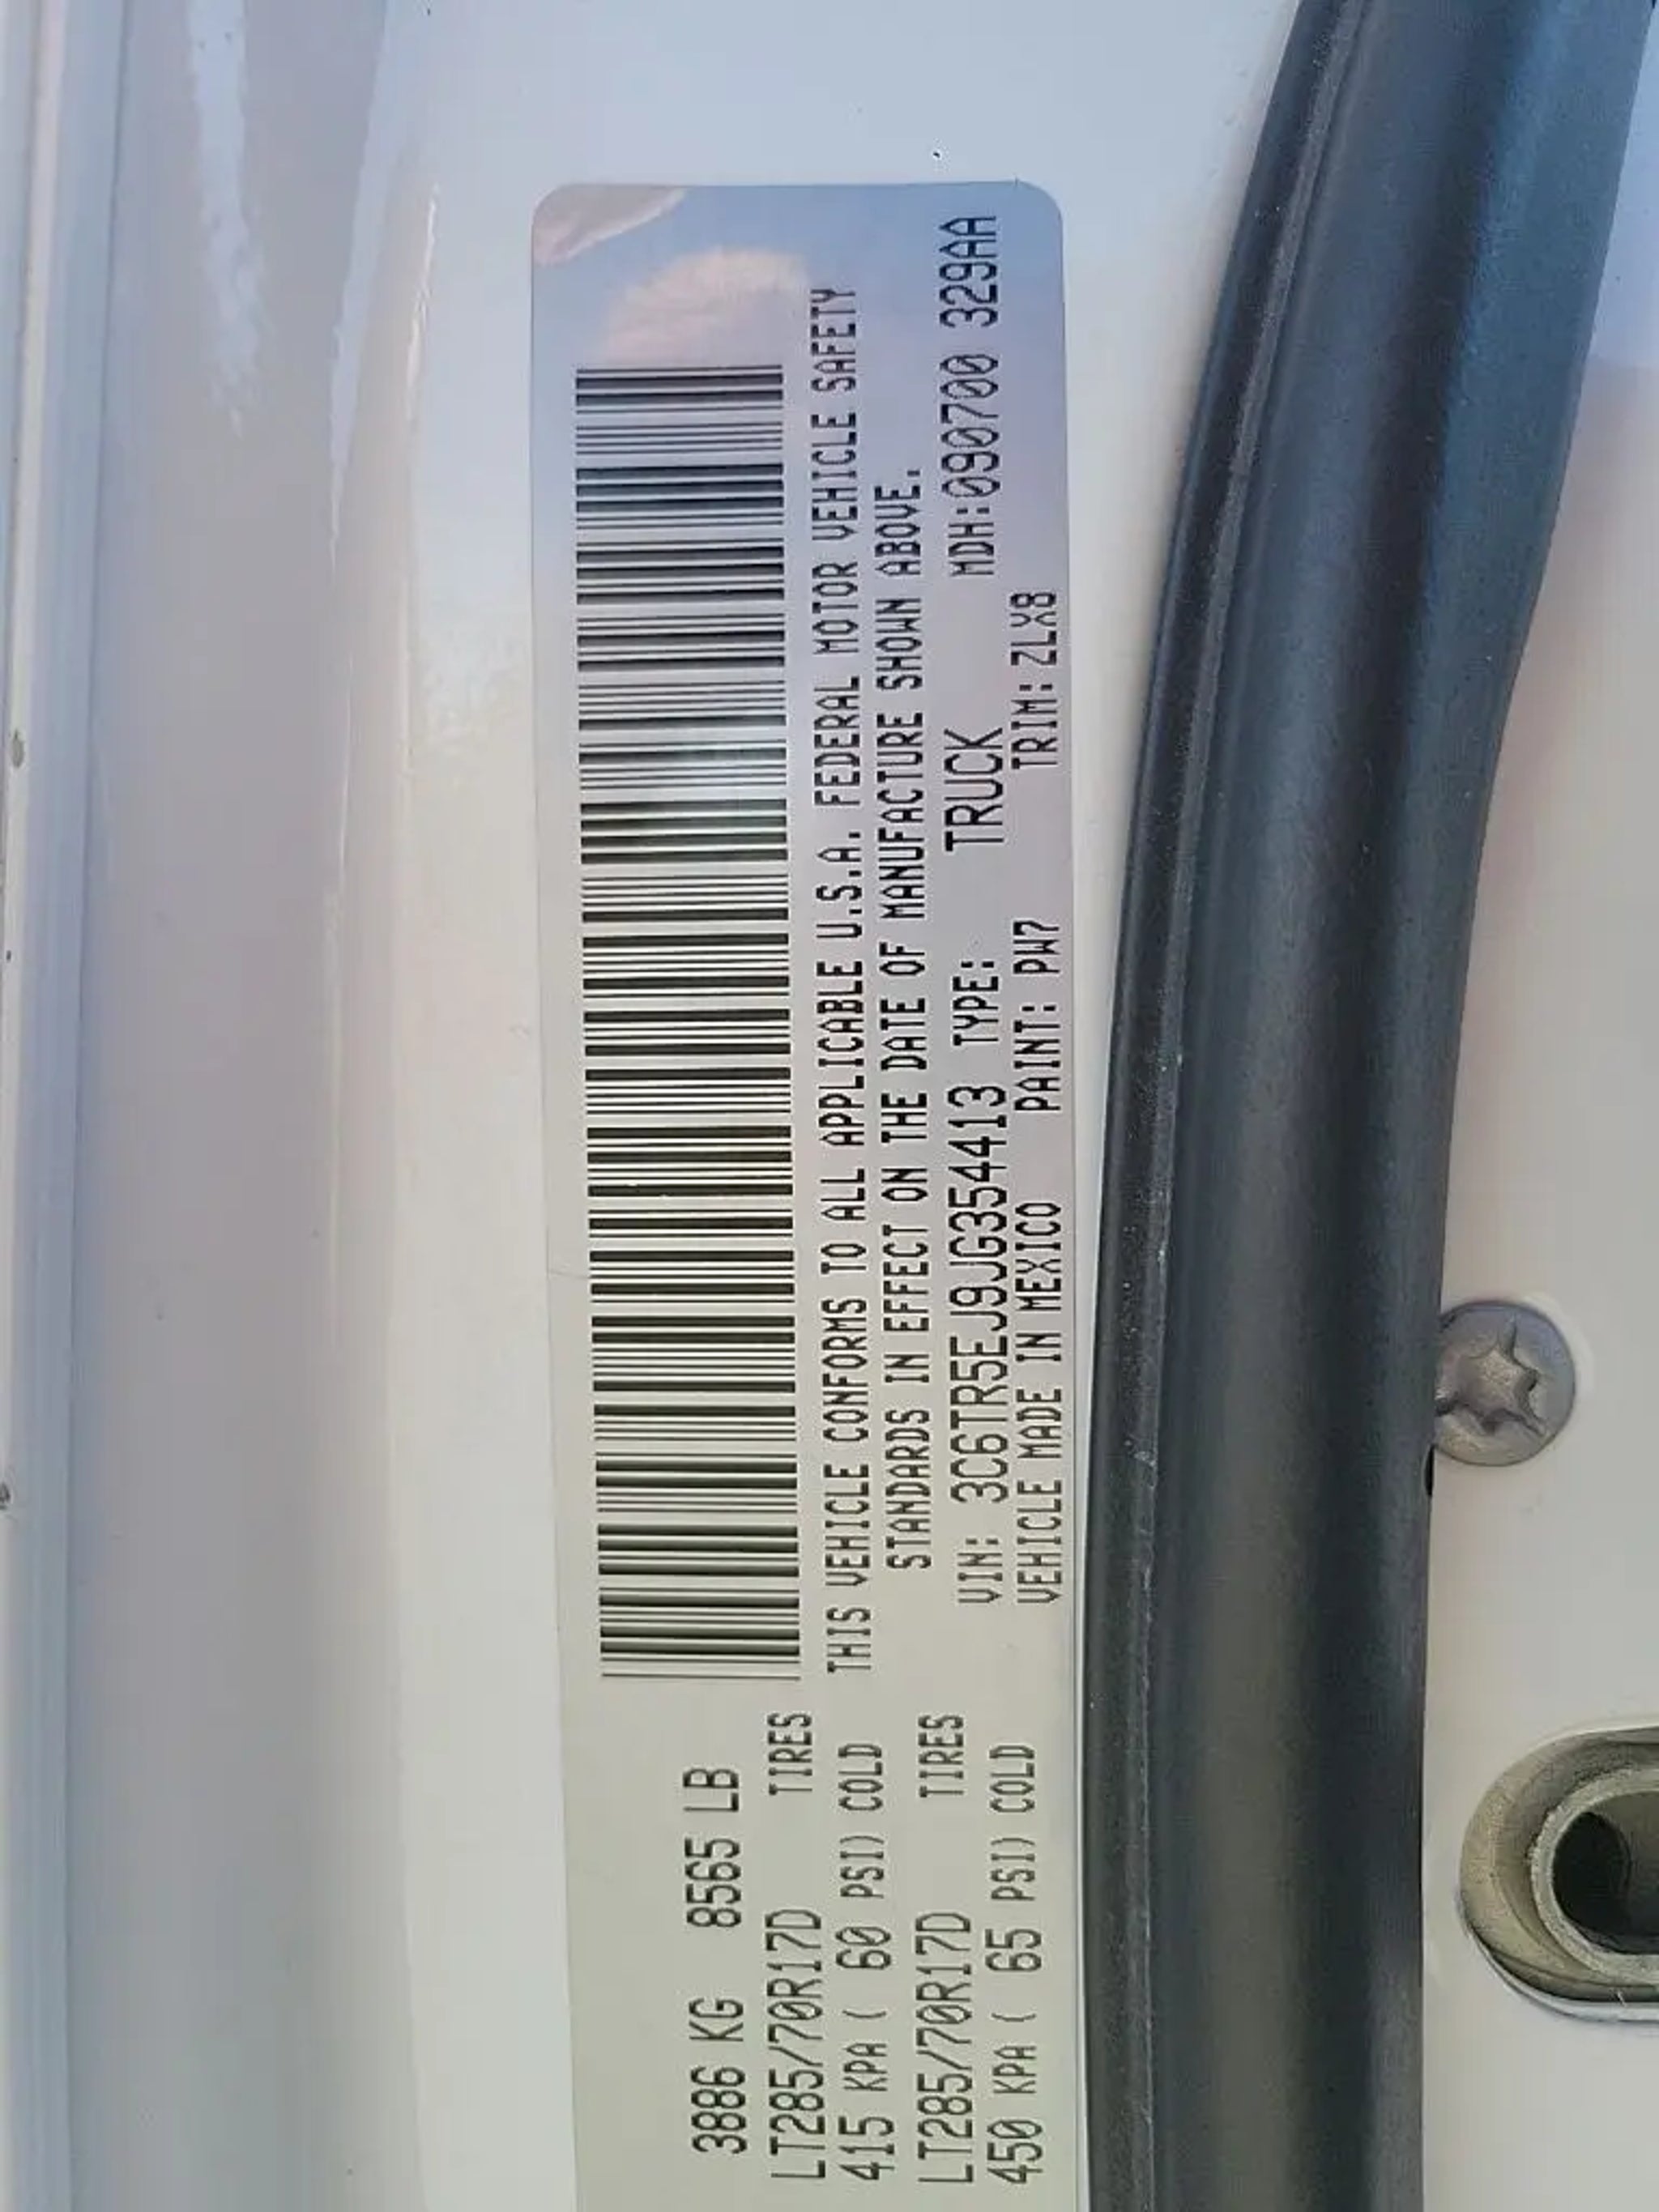 3886 KG 8565 LB
LT285/70R17D TIRES
415 KPA ( 60 PSI) COLD
LT285/70R17D TIRES
450 KPA ( 65 PSI) COLD
THIS VEHICLE CONFORMS TO ALL APPLICABLE U.S.A. FEDERAL MOTOR VEHICLE SAFETY
STANDARDS IN EFFECT ON THE DATE OF MANUFACTURE SHOWN ABOVE.
VIN: 3C6TR5EJ9JG354413 TYPE: TRUCK MDH:090700 329AA
VEHICLE MADE IN MEXICO PAINT: PW7 TRIM: ZLX8